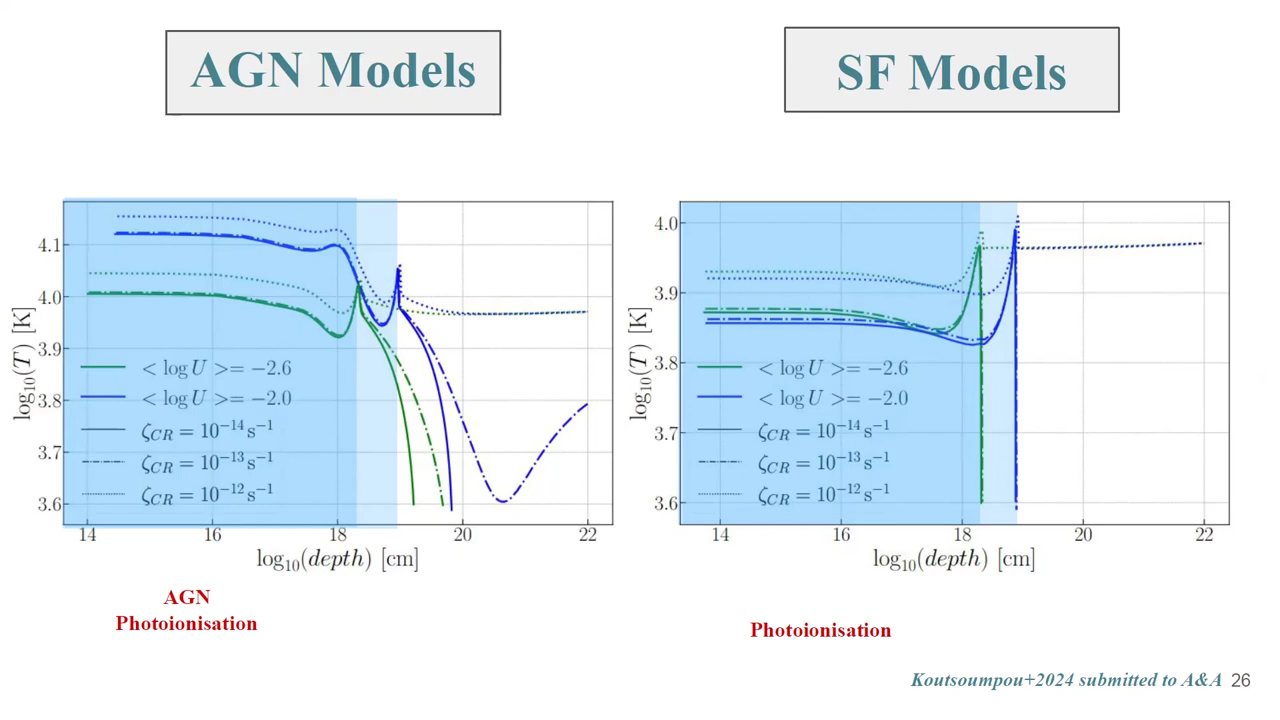 AGN Models
SF Models
4.1
4.0
3.9
3.8
3.7
3.6
log₁₀(T) [K]
< log U >= −2.6
< log U >= −2.0
ζCR = 10⁻¹⁴ s⁻¹
ζCR = 10⁻¹³ s⁻¹
ζCR = 10⁻¹² s⁻¹
14 16 18 20 22
log₁₀(depth) [cm]
4.0
3.9
3.8
3.7
3.6
log₁₀(T) [K]
< log U >= −2.6
< log U >= −2.0
ζCR = 10⁻¹⁴ s⁻¹
ζCR = 10⁻¹³ s⁻¹
ζCR = 10⁻¹² s⁻¹
14 16 18 20 22
log₁₀(depth) [cm]
AGN
Photoionisation
Photoionisation
Koutsoumpou+2024 submitted to A&A 26